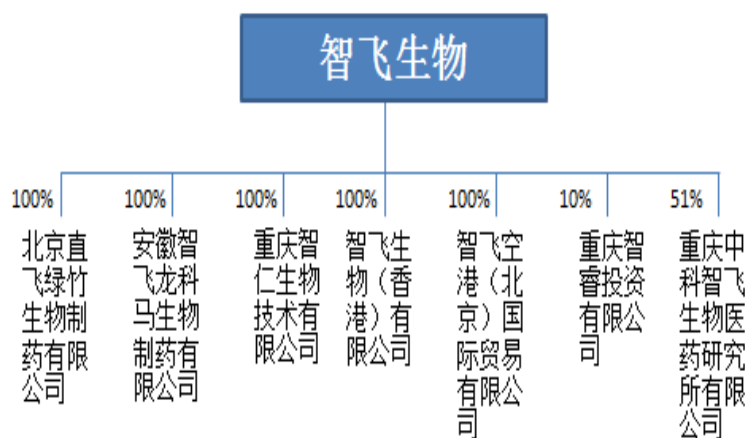 智飞生物
100%
100%
100%
100%
100%
10%
51%
北京直
飞绿竹
生物制
药有限
公司
安徽智
飞龙科
马生物
制药有
限公司
重庆智
仁生物
技术有
限公司
智飞生
物（香
港）有
限公司
智飞空
港（北
京）国
际贸易
有限公
司
重庆智
睿投资
有限公
司
重庆中
科智飞
生物医
药研究
所有限
公司